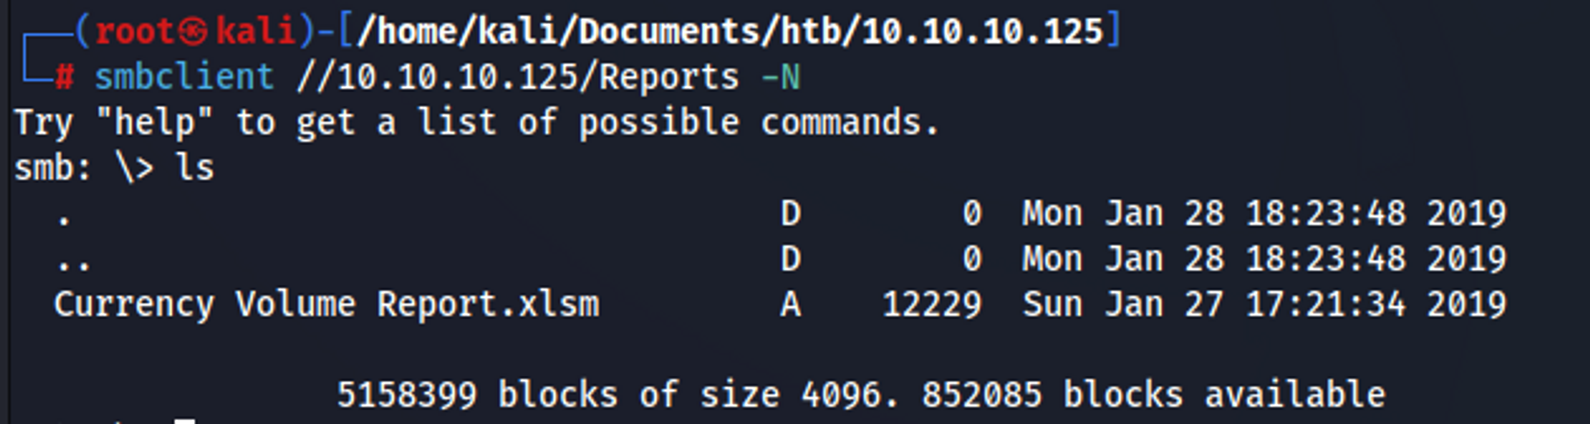 (root㉿kali)-[/home/kali/Documents/htb/10.10.10.125]
# smbclient //10.10.10.125/Reports -N
Try "help" to get a list of possible commands.
smb: \> ls
. D 0 Mon Jan 28 18:23:48 2019
.. D 0 Mon Jan 28 18:23:48 2019
Currency Volume Report.xlsm A 12229 Sun Jan 27 17:21:34 2019
5158399 blocks of size 4096. 852085 blocks available